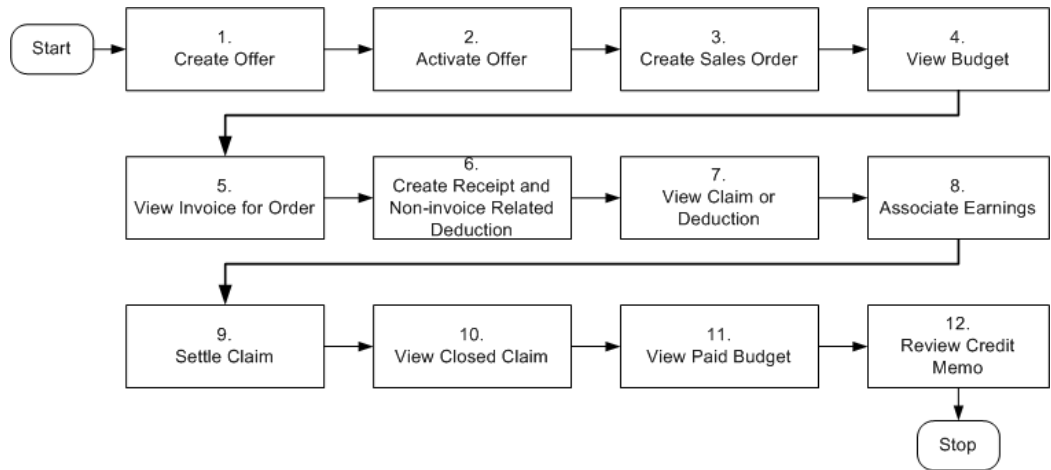 Start
1.
Create Offer
2.
Activate Offer
3.
Create Sales Order
4.
View Budget
5.
View Invoice for Order
6.
Create Receipt and
Non-invoice Related
Deduction
7.
View Claim or
Deduction
8.
Associate Earnings
9.
Settle Claim
10.
View Closed Claim
11.
View Paid Budget
12.
Review Credit
Memo
Stop